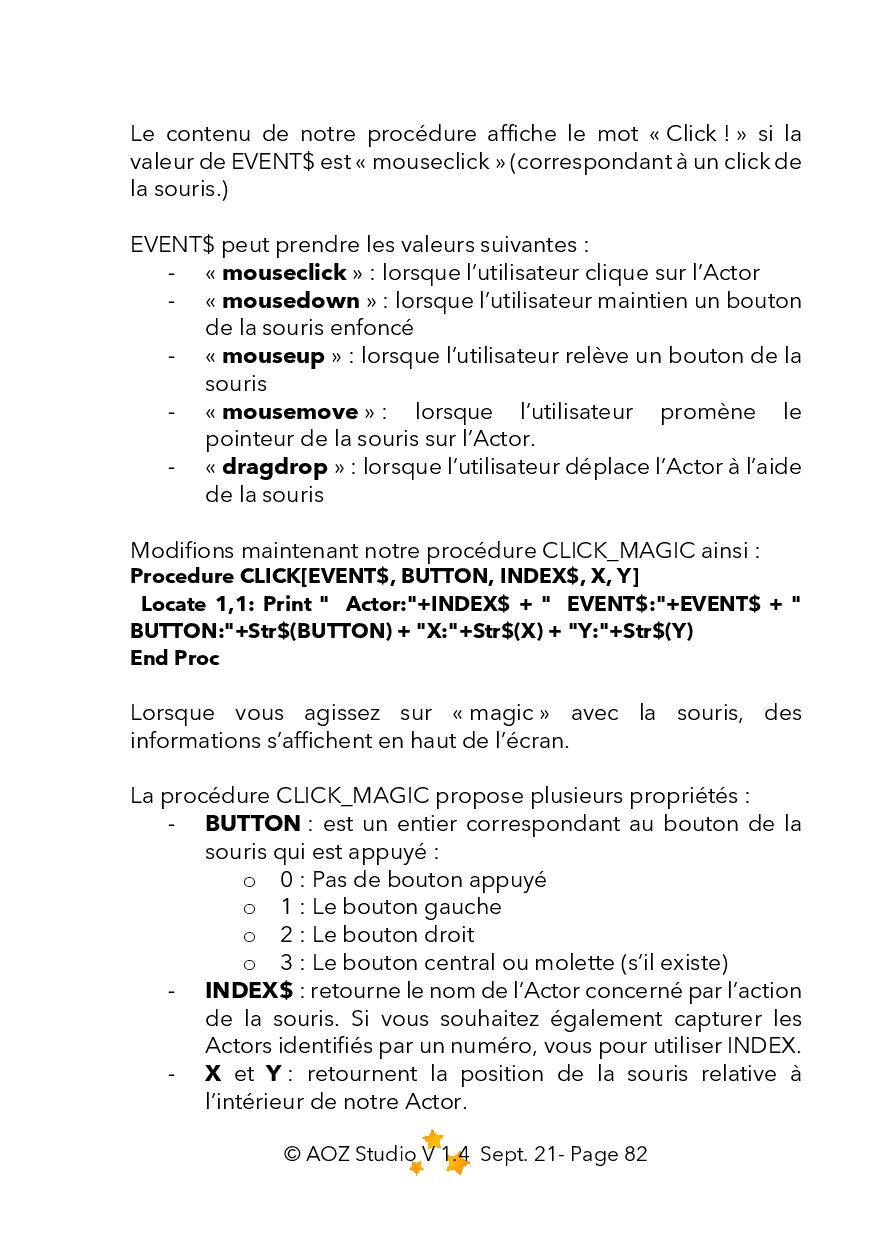 Le contenu de notre procédure affiche le mot « Click ! » si la
valeur de EVENT$ est « mouseclick » (correspondant à un click de
la souris.)
EVENT$ peut prendre les valeurs suivantes :
- « mouseclick » : lorsque l’utilisateur clique sur l’Actor
- « mousedown » : lorsque l’utilisateur maintien un bouton
de la souris enfoncé
- « mouseup » : lorsque l’utilisateur relève un bouton de la
souris
- « mousemove » : lorsque l’utilisateur promène le
pointeur de la souris sur l’Actor.
- « dragdrop » : lorsque l’utilisateur déplace l’Actor à l’aide
de la souris
Modifions maintenant notre procédure CLICK_MAGIC ainsi :
Procedure CLICK[EVENT$, BUTTON, INDEX$, X, Y]
Locate 1,1: Print " Actor:"+INDEX$ + " EVENT$:"+EVENT$ + "
BUTTON:"+Str$(BUTTON) + "X:"+Str$(X) + "Y:"+Str$(Y)
End Proc
Lorsque vous agissez sur « magic » avec la souris, des
informations s’affichent en haut de l’écran.
La procédure CLICK_MAGIC propose plusieurs propriétés :
- BUTTON : est un entier correspondant au bouton de la
souris qui est appuyé :
o 0 : Pas de bouton appuyé
o 1 : Le bouton gauche
o 2 : Le bouton droit
o 3 : Le bouton central ou molette (s’il existe)
- INDEX$ : retourne le nom de l’Actor concerné par l’action
de la souris. Si vous souhaitez également capturer les
Actors identifiés par un numéro, vous pour utiliser INDEX.
- X et Y : retournent la position de la souris relative à
l’intérieur de notre Actor.
© AOZ Studio V 1.4 Sept. 21- Page 82